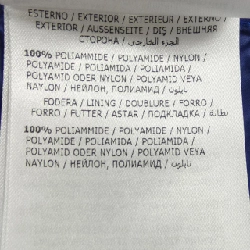 ESTERNO / EXTERIOR / EXTERIEUR / EXTERNO
/ EXTERIOR / AUSSENSEITE / DIŞ / ВНЕШНЯЯ
СТОРОНА / الجزء الخارجي
100% POLIAMMIDE / POLYAMIDE / NYLON /
POLYAMIDE / POLIAMIDA / POLIAMIDA /
POLYAMID ODER NYLON / POLYAMID VEYA
NAYLON / НЕЙЛОН, ПОЛИАМИД / نايلون
FODERA / LINING / DOUBLURE / FORRO /
FORRO / FUTTER / ASTAR / ПОДКЛАДКА / بطانة
100% POLIAMMIDE / POLYAMIDE / NYLON /
POLYAMIDE / POLIAMIDA / POLIAMIDA /
POLYAMID ODER NYLON / POLYAMID VEYA
NAYLON / НЕЙЛОН, ПОЛИАМИД / نايلون